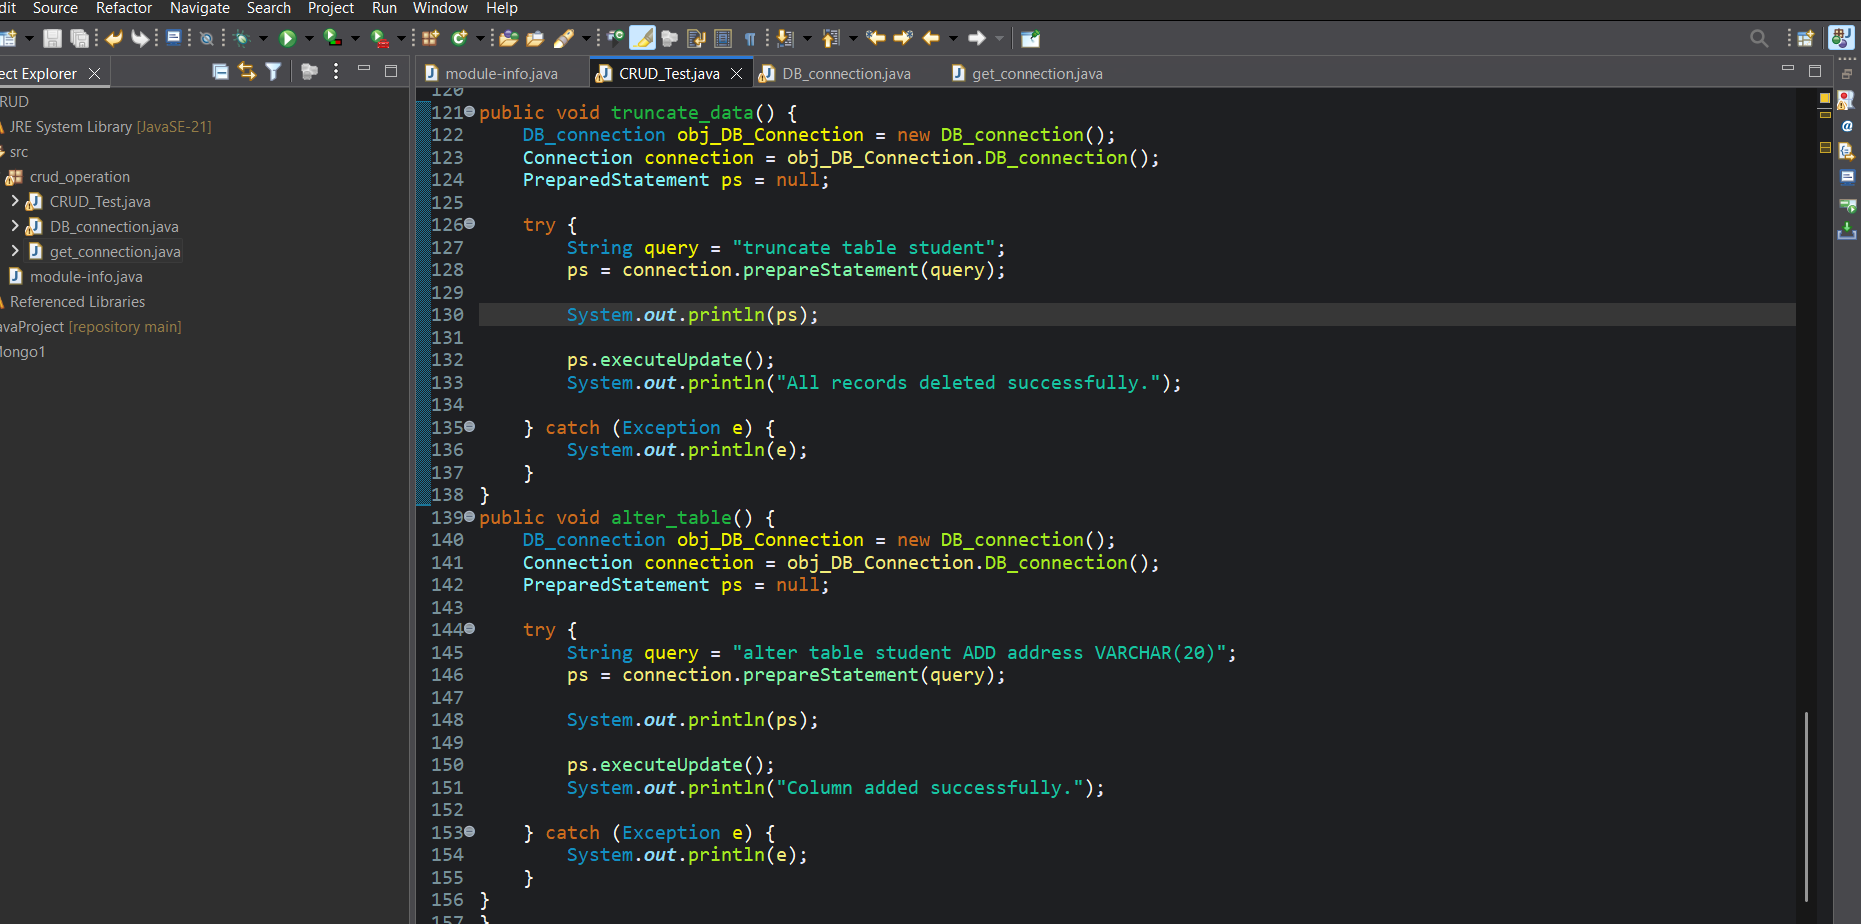 dit Source Refactor Navigate Search Project Run Window Help
ect Explorer
module-info.java CRUD_Test.java DB_connection.java get_connection.java
RUD
JRE System Library [JavaSE-21]
src
crud_operation
CRUD_Test.java
DB_connection.java
get_connection.java
module-info.java
Referenced Libraries
avaProject [repository main]
longo1
120
121 public void truncate_data() {
122 DB_connection obj_DB_Connection = new DB_connection();
123 Connection connection = obj_DB_Connection.DB_connection();
124 PreparedStatement ps = null;
125
126 try {
127 String query = "truncate table student";
128 ps = connection.prepareStatement(query);
129
130 System.out.println(ps);
131
132 ps.executeUpdate();
133 System.out.println("All records deleted successfully.");
134
135 } catch (Exception e) {
136 System.out.println(e);
137 }
138 }
139 public void alter_table() {
140 DB_connection obj_DB_Connection = new DB_connection();
141 Connection connection = obj_DB_Connection.DB_connection();
142 PreparedStatement ps = null;
143
144 try {
145 String query = "alter table student ADD address VARCHAR(20)";
146 ps = connection.prepareStatement(query);
147
148 System.out.println(ps);
149
150 ps.executeUpdate();
151 System.out.println("Column added successfully.");
152
153 } catch (Exception e) {
154 System.out.println(e);
155 }
156 }
157 }